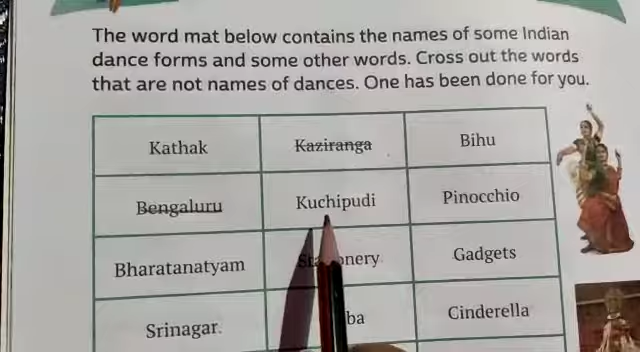 The word mat below contains the names of some Indian
dance forms and some other words. Cross out the words
that are not names of dances. One has been done for you.
Kathak Kaziranga Bihu
Bengaluru Kuchipudi Pinocchio
Bharatanatyam Gadgets
Srinagar Cinderella